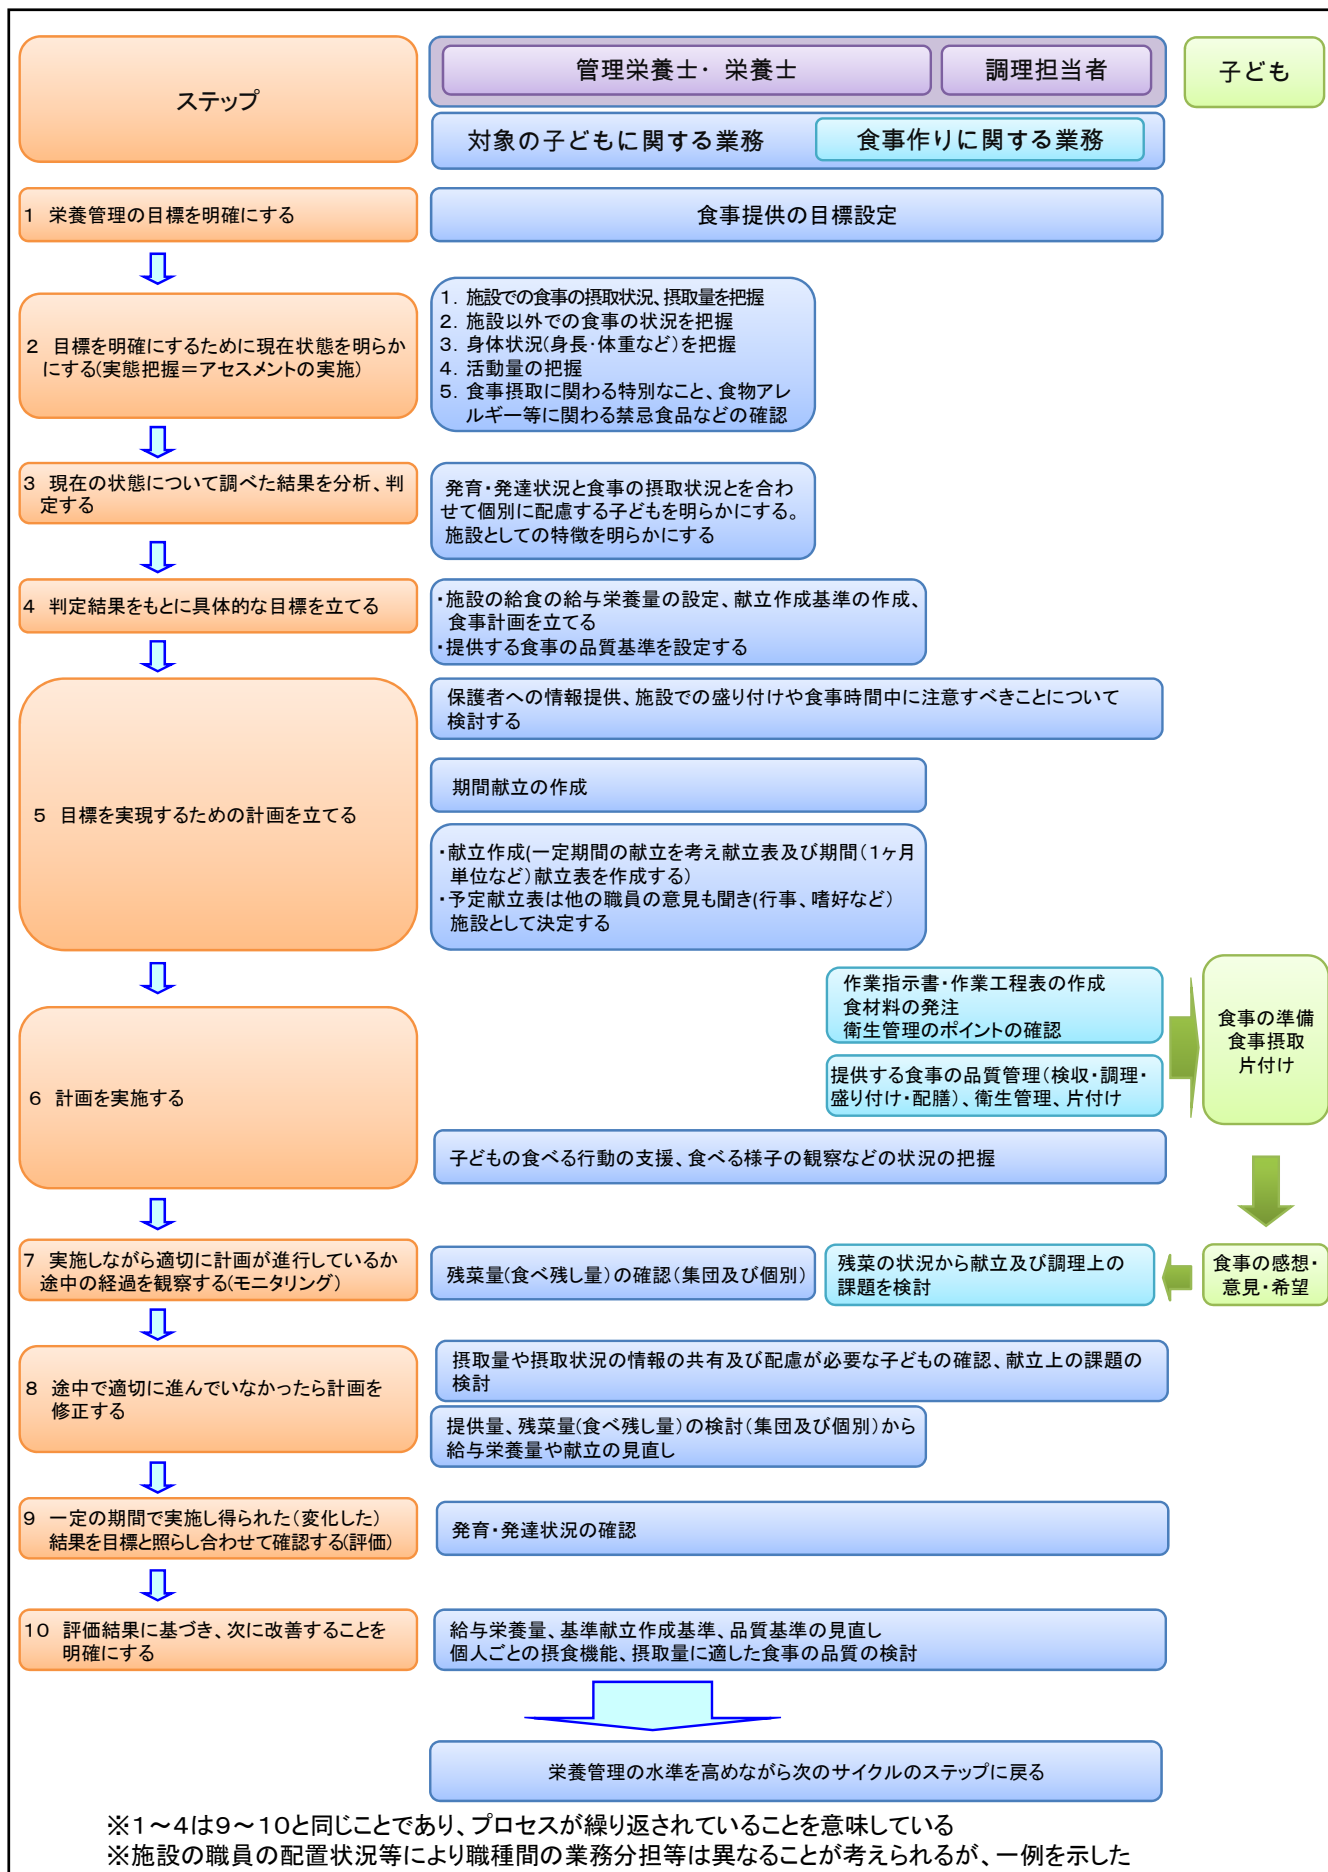 ステップ
管理栄養士・ 栄養士
調理担当者
子ども
対象の子どもに関する業務
食事作りに関する業務
1 栄養管理の目標を明確にする
食事提供の目標設定
2 目標を明確にするために現在状態を明らか
にする(実態把握＝アセスメントの実施)
1．施設での食事の摂取状況、摂取量を把握
2．施設以外での食事の状況を把握
3．身体状況(身長・体重など)を把握
4．活動量の把握
5．食事摂取に関わる特別なこと、食物アレ
ルギー等に関わる禁忌食品などの確認
3 現在の状態について調べた結果を分析、判
定する
発育・発達状況と食事の摂取状況とを合わ
せて個別に配慮する子どもを明らかにする。
施設としての特徴を明らかにする
4 判定結果をもとに具体的な目標を立てる
・施設の給食の給与栄養量の設定、献立作成基準の作成、
食事計画を立てる
・提供する食事の品質基準を設定する
5 目標を実現するための計画を立てる
保護者への情報提供、施設での盛り付けや食事時間中に注意すべきことについて
検討する
期間献立の作成
・献立作成(一定期間の献立を考え献立表及び期間(1ヶ月
単位など)献立表を作成する)
・予定献立表は他の職員の意見も聞き(行事、嗜好など)
施設として決定する
6 計画を実施する
作業指示書・作業工程表の作成
食材料の発注
衛生管理のポイントの確認
提供する食事の品質管理(検収・調理・
盛り付け・配膳)、衛生管理、片付け
食事の準備
食事摂取
片付け
子どもの食べる行動の支援、食べる様子の観察などの状況の把握
7 実施しながら適切に計画が進行しているか
途中の経過を観察する(モニタリング)
残菜量(食べ残し量)の確認(集団及び個別)
残菜の状況から献立及び調理上の
課題を検討
食事の感想・
意見・希望
8 途中で適切に進んでいなかったら計画を
修正する
摂取量や摂取状況の情報の共有及び配慮が必要な子どもの確認、献立上の課題の
検討
提供量、残菜量(食べ残し量)の検討(集団及び個別)から
給与栄養量や献立の見直し
9 一定の期間で実施し得られた(変化した)
結果を目標と照らし合わせて確認する(評価)
発育・発達状況の確認
10 評価結果に基づき、次に改善することを
明確にする
給与栄養量、基準献立作成基準、品質基準の見直し
個人ごとの摂食機能、摂取量に適した食事の品質の検討
栄養管理の水準を高めながら次のサイクルのステップに戻る
※1～4は9～10と同じことであり、プロセスが繰り返されていることを意味している
※施設の職員の配置状況等により職種間の業務分担等は異なることが考えられるが、一例を示した